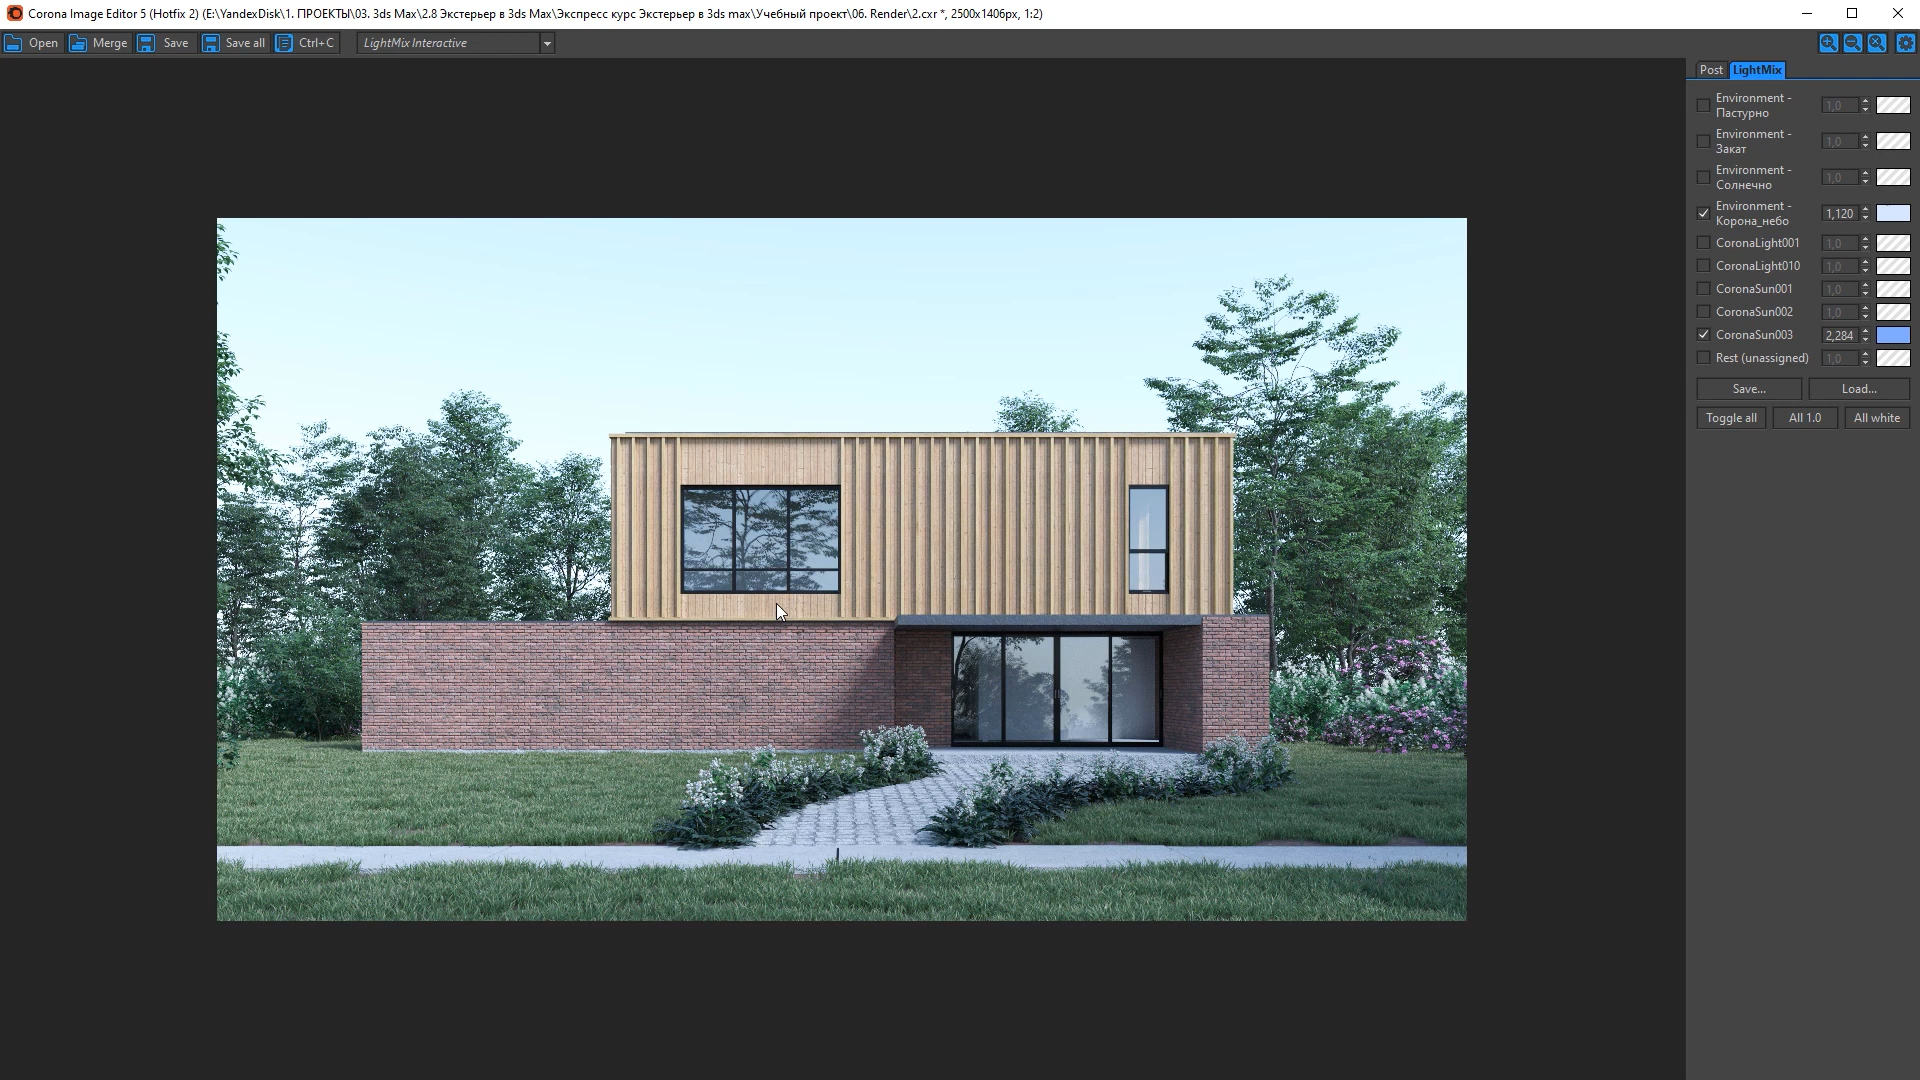 Corona Image Editor 5 (Hotfix 2) (E:\YandexDisk\1. ПРОЕКТЫ\03. 3ds Max\2.8 Экстерьер в 3ds Max\Экспресс курс Экстерьер в 3ds max\Учебный проект\06. Render\2.cxr *, 2500x1406px, 1:2)
Open Merge Save Save all Ctrl+C LightMix Interactive
Post LightMix
Environment -
Пастурно 1,0
Environment -
Закат 1,0
Environment -
Солнечно 1,0
Environment -
Корона_небо 1,120
CoronaLight001 1,0
CoronaLight010 1,0
CoronaSun001 1,0
CoronaSun002 1,0
CoronaSun003 2,284
Rest (unassigned) 1,0
Save... Load...
Toggle all All 1.0 All white